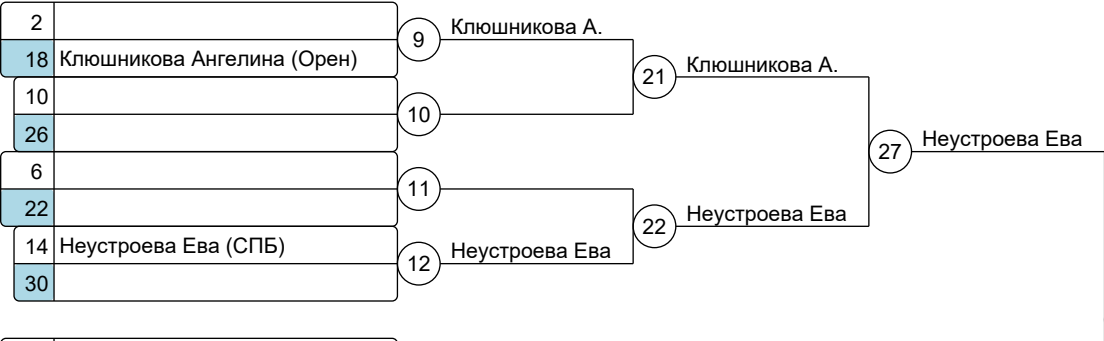 2
18 Клюшникова Ангелина (Орен)
10
26
6
22
14 Неустроева Ева (СПБ)
30
9 Клюшникова А.
10
11
12 Неустроева Ева
21 Клюшникова А.
22 Неустроева Ева
27 Неустроева Ева